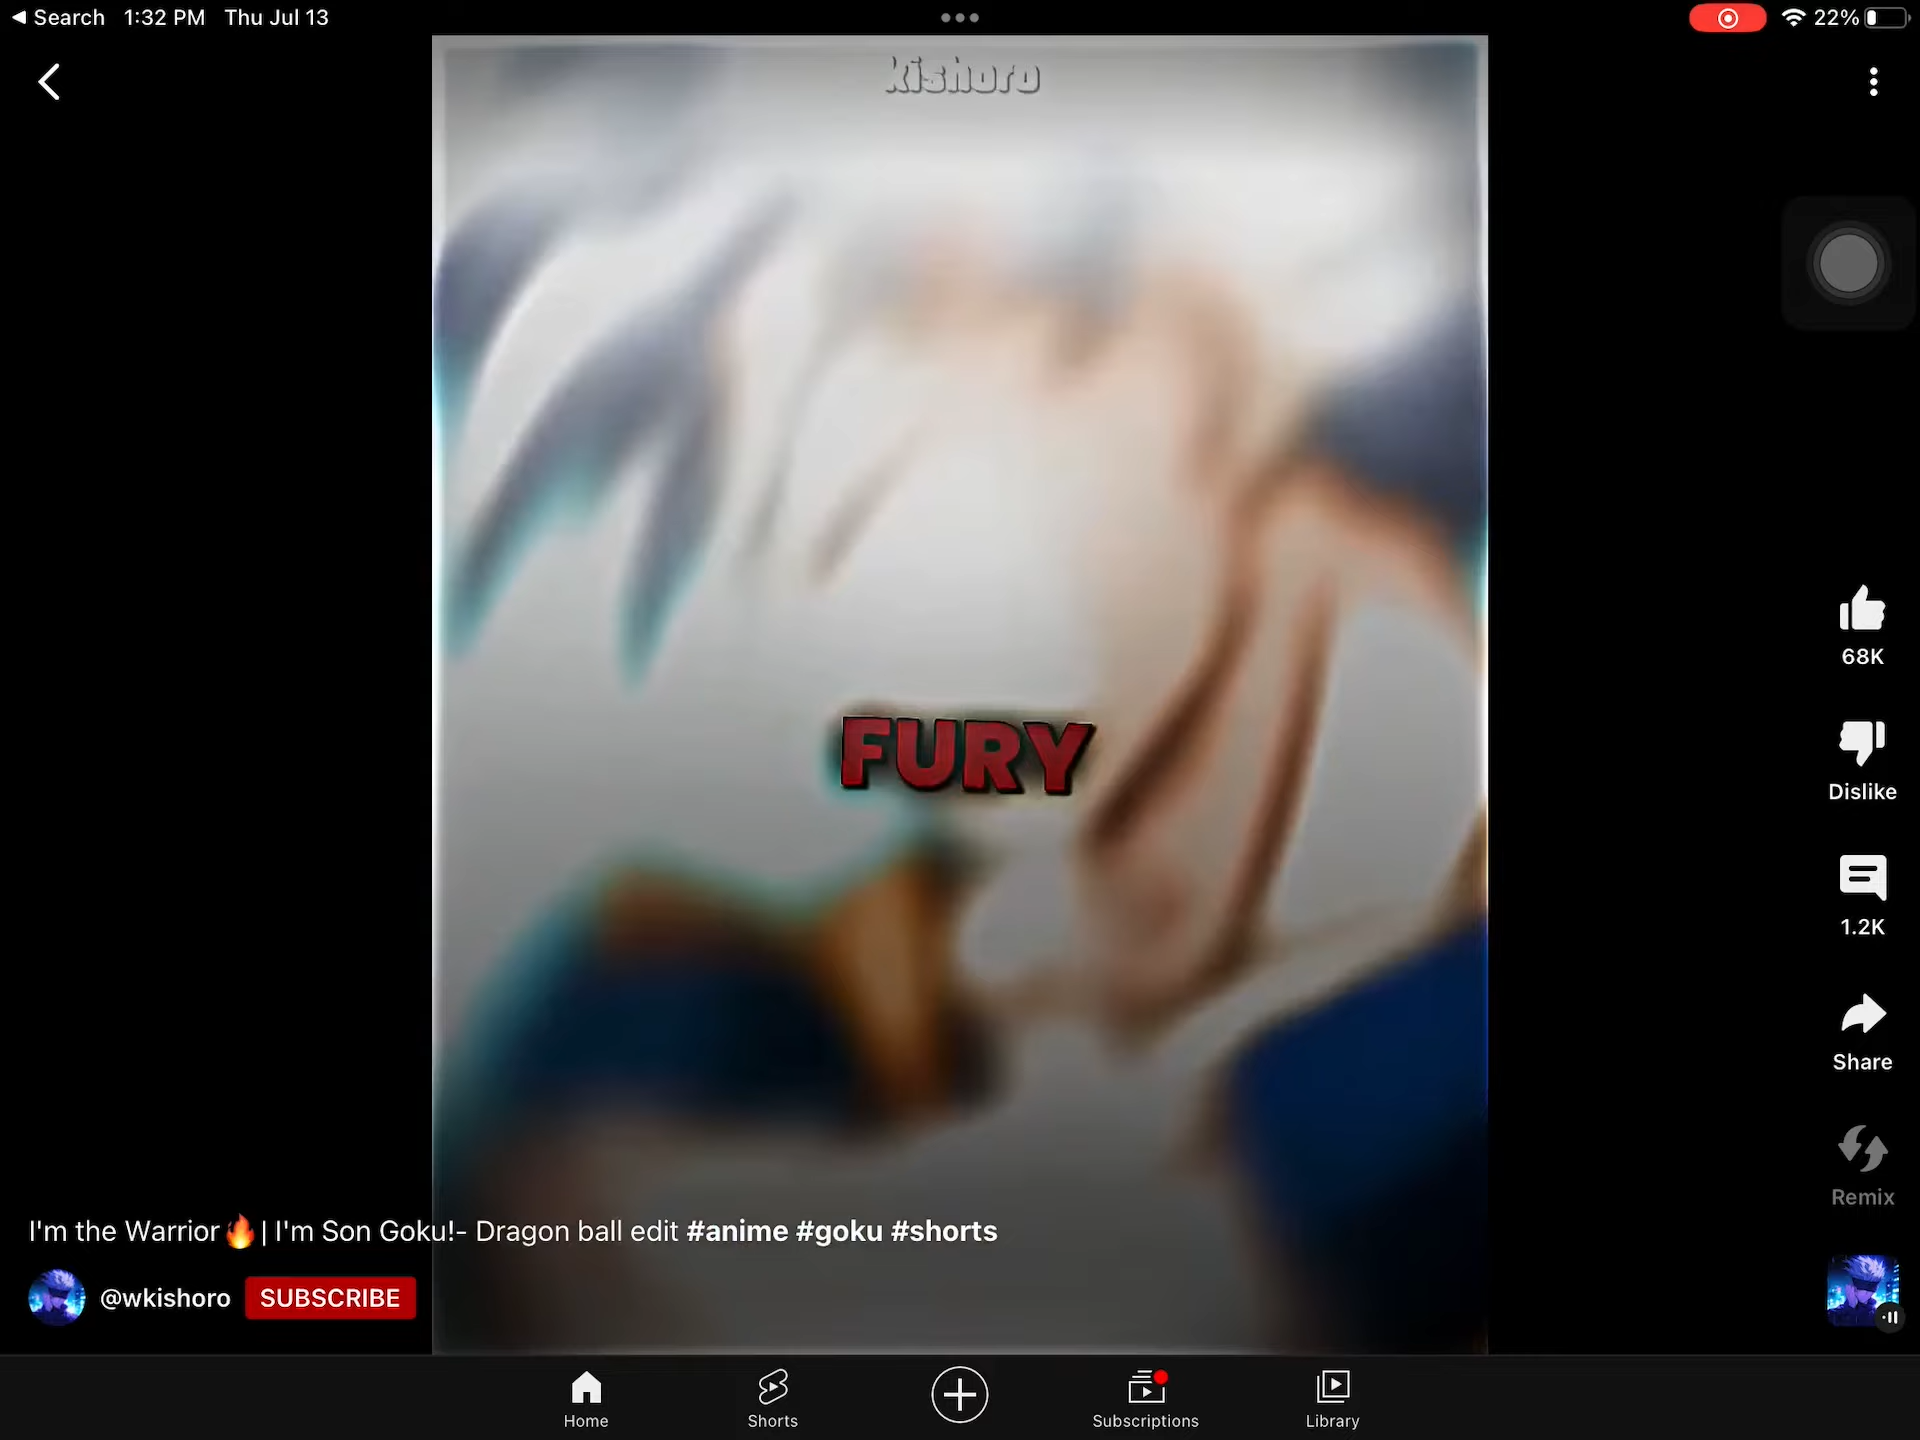 ◀ Search 1:32 PM Thu Jul 13
22%
kishoro
FURY
68K
Dislike
1.2K
Share
Remix
I'm the Warrior🔥 | I'm Son Goku!- Dragon ball edit #anime #goku #shorts
@wkishoro SUBSCRIBE
Home Shorts Subscriptions Library